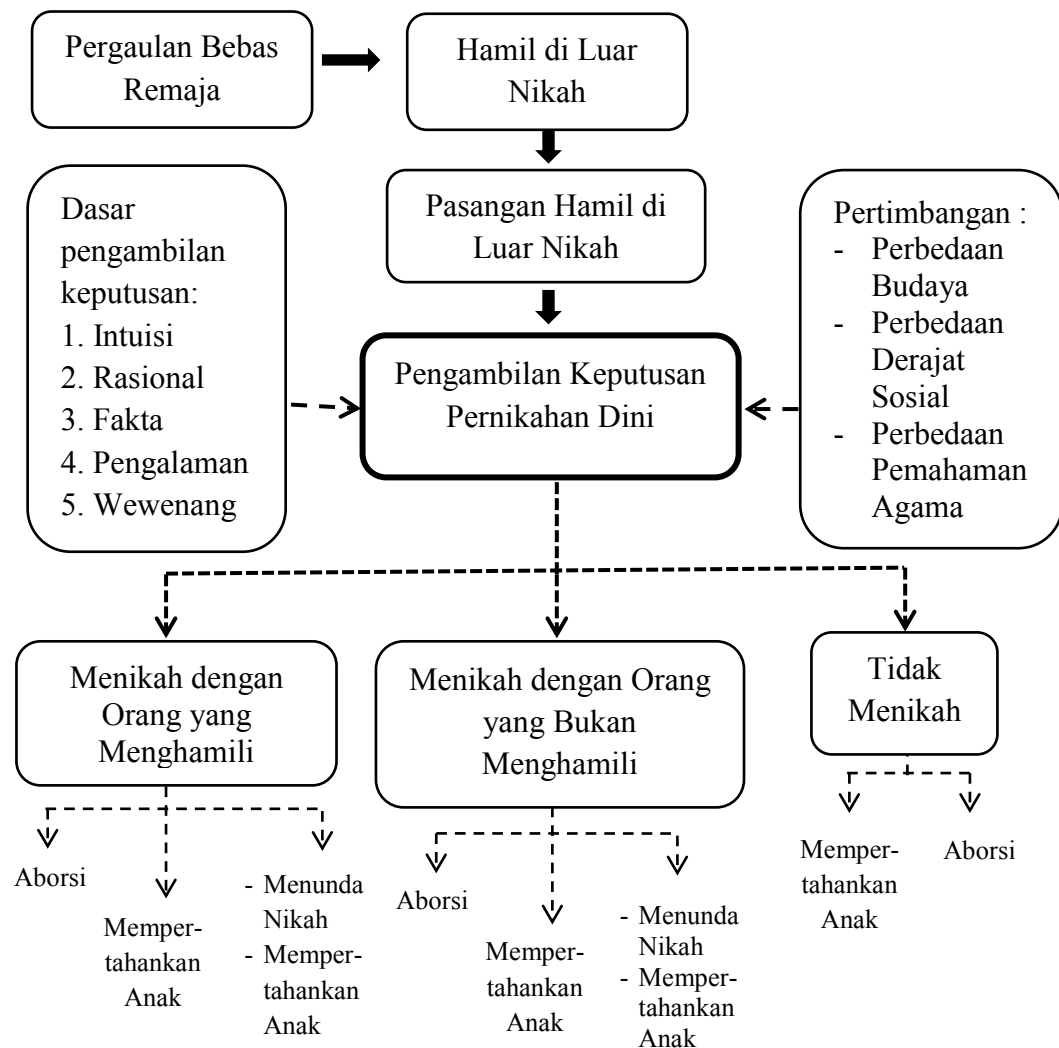 Pergaulan Bebas
Remaja
Hamil di Luar
Nikah
Pasangan Hamil di
Luar Nikah
Dasar
pengambilan
keputusan:
1. Intuisi
2. Rasional
3. Fakta
4. Pengalaman
5. Wewenang
Pengambilan Keputusan
Pernikahan Dini
Pertimbangan :
- Perbedaan
Budaya
- Perbedaan
Derajat
Sosial
- Perbedaan
Pemahaman
Agama
Menikah dengan
Orang yang
Menghamili
Menikah dengan Orang
yang Bukan
Menghamili
Tidak
Menikah
Aborsi
Memper-
tahankan
Anak
- Menunda
Nikah
- Memper-
tahankan
Anak
Aborsi
Memper-
tahankan
Anak
- Menunda
Nikah
- Memper-
tahankan
Anak
Memper-
tahankan
Anak
Aborsi